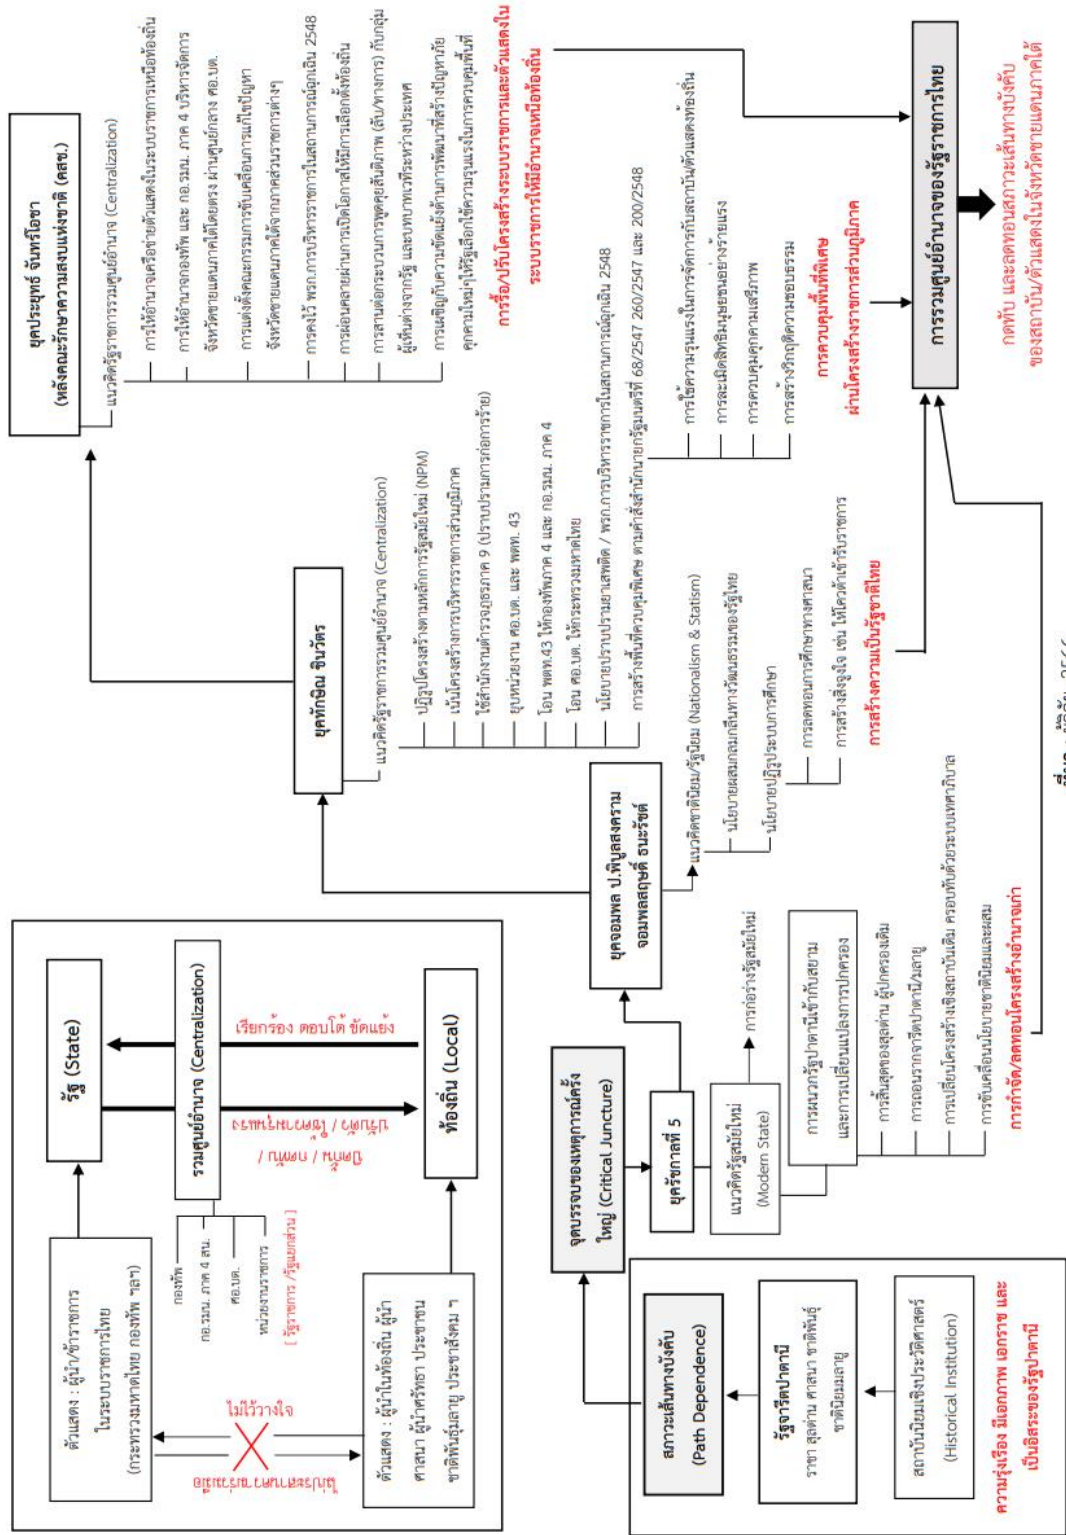 ตัวแสดง : ผู้นำ/ข้าราชการ
ในระบบราชการไทย
(กระทรวงมหาดไทย กองทัพ ฯลฯ)
รัฐ (State)
ไม่ไว้วางใจ
ไม่ประสานความร่วมมือ
กองทัพ
กอ.รมน. ภาค 4 สน.
ศอ.บต.
หน่วยงานราชการ
[ รัฐราชการ /รัฐแยกส่วน ]
รวมศูนย์อำนาจ (Centralization)
เรียกร้อง ตอบโต้ ขัดแย้ง
ปิดกั้น / กดทับ /
ปรับตัว / ใช้ความรุนแรง
ตัวแสดง : ผู้นำในท้องถิ่น ผู้นำ
ศาสนา ผู้นำศรัทธา ประชาชน
ชาติพันธุ์มลายู ประชาสังคม ฯ
ท้องถิ่น (Local)
สภาวะเส้นทางบังคับ
(Path Dependence)
รัฐจารีตปาตานี
ราชา สุลต่าน ศาสนา ชาติพันธุ์
ชาตินิยมมลายู
สถาบันนิยมเชิงประวัติศาสตร์
(Historical Institution)
ความรุ่งเรือง มีเอกภาพ เอกราช และ
เป็นอิสระของรัฐปาตานี
จุดบรรจบของเหตุการณ์ครั้ง
ใหญ่ (Critical Juncture)
ยุครัชกาลที่ 5
แนวคิดรัฐสมัยใหม่
(Modern State)
การก่อร่างรัฐสมัยใหม่
การผนวกรัฐปาตานีเข้ากับสยาม
และการเปลี่ยนแปลงการปกครอง
การสิ้นสุดของสุลต่าน ผู้ปกครองเดิม
การถอนรากจารีตปาตานี/มลายู
การเปลี่ยนโครงสร้างเชิงสถาบันเดิม ครอบทับด้วยระบบเทศาภิบาล
การขับเคลื่อนนโยบายชาตินิยมและผสม
การกำจัด/ลดทอนโครงสร้างอำนาจเก่า
ยุคจอมพล ป.พิบูลสงคราม
จอมพลสฤษดิ์ ธนะรัชต์
แนวคิดชาตินิยม/รัฐนิยม (Nationalism & Statism)
นโยบายผสมกลมกลืนทางวัฒนธรรมของรัฐไทย
นโยบายปฏิรูประบบการศึกษา
การลดทอนการศึกษาทางศาสนา
การสร้างสิ่งจูงใจ เช่น ให้โควต้าเข้ารับราชการ
การสร้างความเป็นรัฐชาติไทย
ยุคทักษิณ ชินวัตร
แนวคิดรัฐราชการรวมศูนย์อำนาจ (Centralization)
ปฏิรูปโครงสร้างตามหลักการรัฐสมัยใหม่ (NPM)
เน้นโครงสร้างการบริหารราชการส่วนภูมิภาค
ใช้สำนักงานตำรวจภูธรภาค 9 (ปราบปรามการก่อการร้าย)
ยุบหน่วยงาน ศอ.บต. และ พตท. 43
โอน พตท.43 ให้กองทัพภาค 4 และ กอ.รมน. ภาค 4
โอน ศอ.บต. ให้กระทรวงมหาดไทย
นโยบายปราบปรามยาเสพติด / พรก.การบริหารราชการในสถานการณ์ฉุกเฉิน 2548
การสร้างพื้นที่ควบคุมพิเศษ ตามคำสั่งสำนักนายกรัฐมนตรีที่ 68/2547 260/2547 และ 200/2548
การใช้ความรุนแรงในการจัดการกับสถาบัน/ตัวแสดงท้องถิ่น
การละเมิดสิทธิมนุษยชนอย่างร้ายแรง
การควบคุมคุกคามเสรีภาพ
การสร้างวิกฤติความชอบธรรม
การควบคุมพื้นที่พิเศษ
ผ่านโครงสร้างราชการส่วนภูมิภาค
ยุคประยุทธ์ จันทร์โอชา
(หลังคณะรักษาความสงบแห่งชาติ (คสช.)
แนวคิดรัฐราชการรวมศูนย์อำนาจ (Centralization)
การให้อำนาจเครือข่ายตัวแสดงในระบบราชการเหนือท้องถิ่น
การให้อำนาจกองทัพ และ กอ.รมน. ภาค 4 บริหารจัดการ
จังหวัดชายแดนภาคใต้โดยตรง ผ่านศูนย์กลาง ศอ.บต.
การแต่งตั้งคณะกรรมการขับเคลื่อนการแก้ไขปัญหา
จังหวัดชายแดนภาคใต้จากภาคส่วนราชการต่างๆ
การคงไว้ พรก.การบริหารราชการในสถานการณ์ฉุกเฉิน 2548
การผ่อนคลายผ่านการเปิดโอกาสให้มีการเลือกตั้งท้องถิ่น
การสานต่อกระบวนการพูดคุยสันติภาพ (ลับ/ทางการ) กับกลุ่ม
ผู้เห็นต่างจากรัฐ และบทบาทเวทีระหว่างประเทศ
การเผชิญกับความขัดแย้งด้านการพัฒนาที่สร้างปัญหาภัย
คุกคามใหม่ๆให้รัฐเลือกใช้ความรุนแรงในการควบคุมพื้นที่
การรื้อ/ปรับโครงสร้างระบบราชการและตัวแสดงใน
ระบบราชการให้มีอำนาจเหนือท้องถิ่น
การรวมศูนย์อำนาจของรัฐราชการไทย
กดทับ และลดทอนสภาวะเส้นทางบังคับ
ของสถาบัน/ตัวแสดงในจังหวัดชายแดนภาคใต้